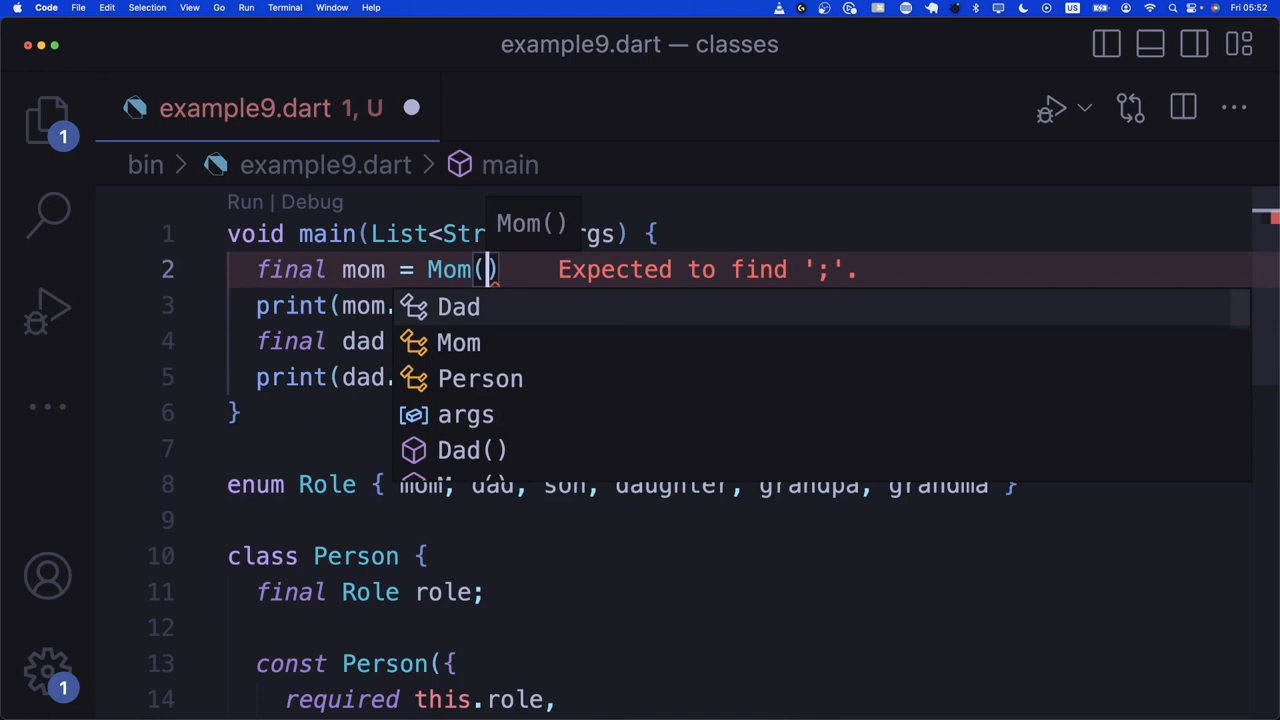 Code File Edit Selection View Go Run Terminal Window Help US Fri 05:52
example9.dart — classes
example9.dart 1, U
1
bin > example9.dart > main
Run | Debug
Mom()
1 void main(List<Str rgs) {
2 final mom = Mom() Expected to find ';'.
3 print(mom.
Dad
4 final dad
Mom
5 print(dad.
Person
6 }
args
7
Dad()
8 enum Role { mom, dad, son, daughter, grandpa, grandma }
9
10 class Person {
11 final Role role;
12
13 const Person({
14 required this.role,
1